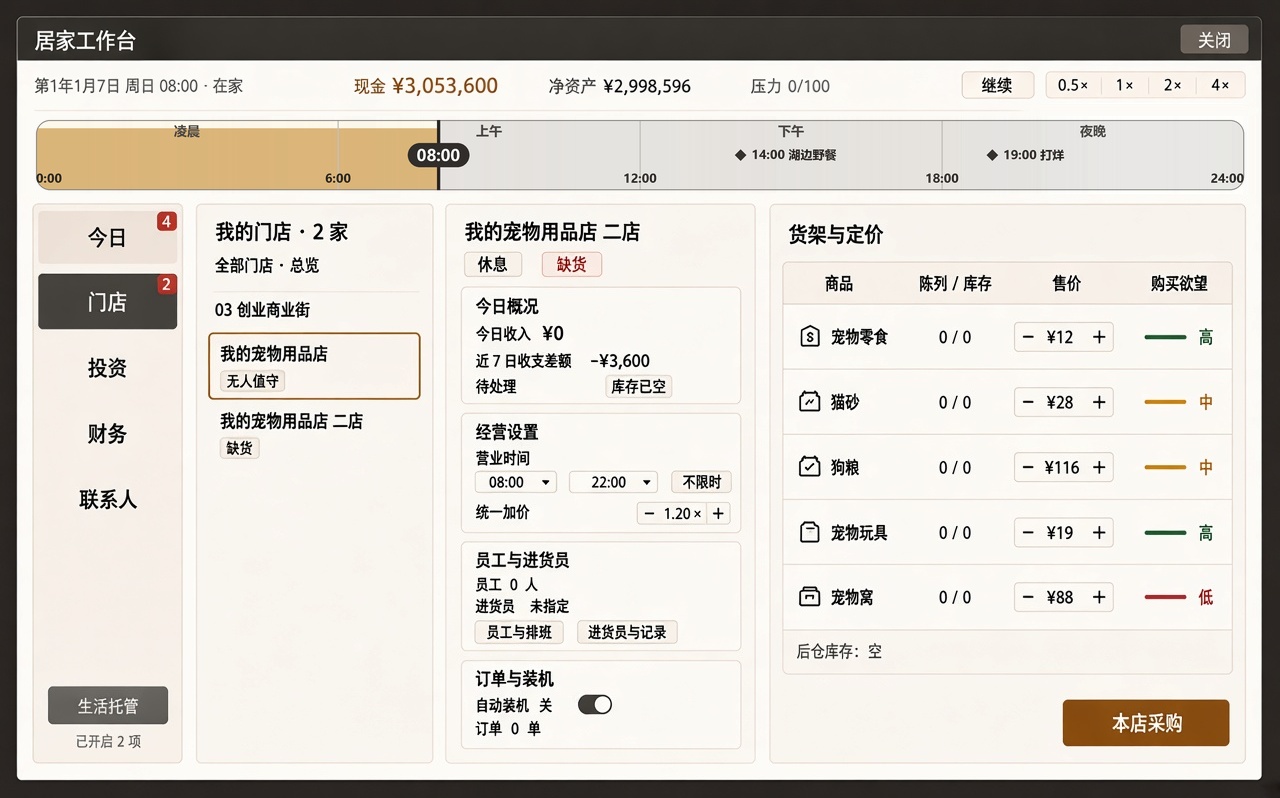 居家工作台
关闭
第1年1月7日 周日 08:00 · 在家
现金 ¥3,053,600
净资产 ¥2,998,596
压力 0/100
继续
0.5× 1× 2× 4×
凌晨
上午
下午
夜晚
08:00
◆ 14:00 湖边野餐
◆ 19:00 打烊
0:00
6:00
12:00
18:00
24:00
今日
4
门店
2
投资
财务
联系人
生活托管
已开启 2 项
我的门店 · 2 家
全部门店 · 总览
03 创业商业街
我的宠物用品店
无人值守
我的宠物用品店 二店
缺货
我的宠物用品店 二店
休息
缺货
今日概况
今日收入 ¥0
近 7 日收支差额 -¥3,600
待处理 库存已空
经营设置
营业时间
08:00 22:00 不限时
统一加价 − 1.20 × +
员工与进货员
员工 0 人
进货员 未指定
员工与排班 进货员与记录
订单与装机
自动装机 关
订单 0 单
货架与定价
商品 陈列 / 库存 售价 购买欲望
宠物零食 0 / 0 − ¥12 + 高
猫砂 0 / 0 − ¥28 + 中
狗粮 0 / 0 − ¥116 + 中
宠物玩具 0 / 0 − ¥19 + 高
宠物窝 0 / 0 − ¥88 + 低
后仓库存：空
本店采购